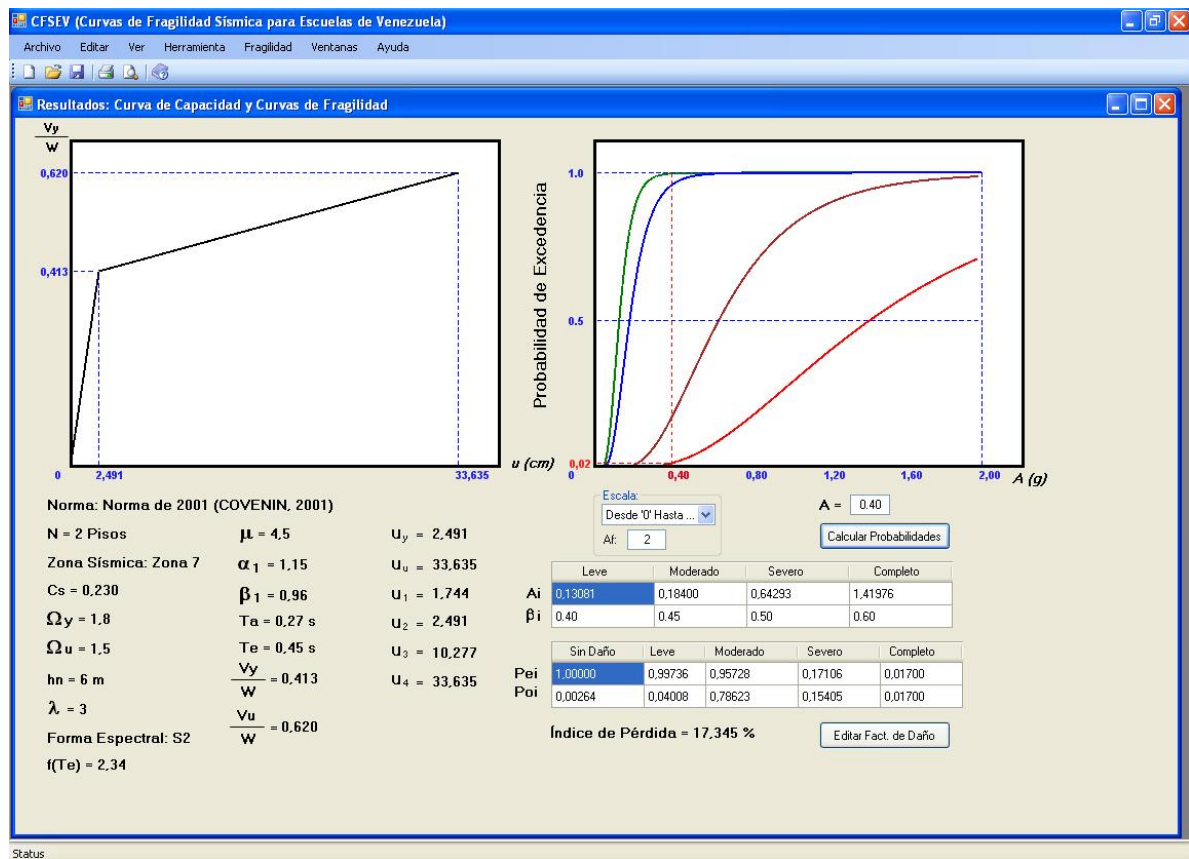 CFSEV (Curvas de Fragilidad Sísmica para Escuelas de Venezuela)
Archivo Editar Ver Herramienta Fragilidad Ventanas Ayuda
Resultados: Curva de Capacidad y Curvas de Fragilidad
Vy
W
0,620
0,413
0 2,491 33,635 u (cm)
Probabilidad de Excedencia
1.0
0.5
0,02
0 0,40 0,80 1,20 1,60 2,00 A (g)
Norma: Norma de 2001 (COVENIN, 2001)
N = 2 Pisos
Zona Sísmica: Zona 7
Cs = 0,230
Ωy = 1,8
Ωu = 1,5
hn = 6 m
λ = 3
Forma Espectral: S2
f(Te) = 2,34
μ = 4,5
α1 = 1,15
β1 = 0,96
Ta = 0,27 s
Te = 0,45 s
Vy
W = 0,413
Vu
W = 0,620
uy = 2,491
uu = 33,635
u1 = 1,744
u2 = 2,491
u3 = 10,277
u4 = 33,635
Escala:
Desde '0' Hasta ...
Af: 2
A = 0.40
Calcular Probabilidades
Leve Moderado Severo Completo
Ai 0,13081 0,18400 0,64293 1,41976
βi 0.40 0.45 0.50 0.60
Sin Daño Leve Moderado Severo Completo
Pei 1,00000 0,99736 0,95728 0,17106 0,01700
Poi 0,00264 0,04008 0,78623 0,15405 0,01700
Índice de Pérdida = 17,345 %
Editar Fact. de Daño
Status